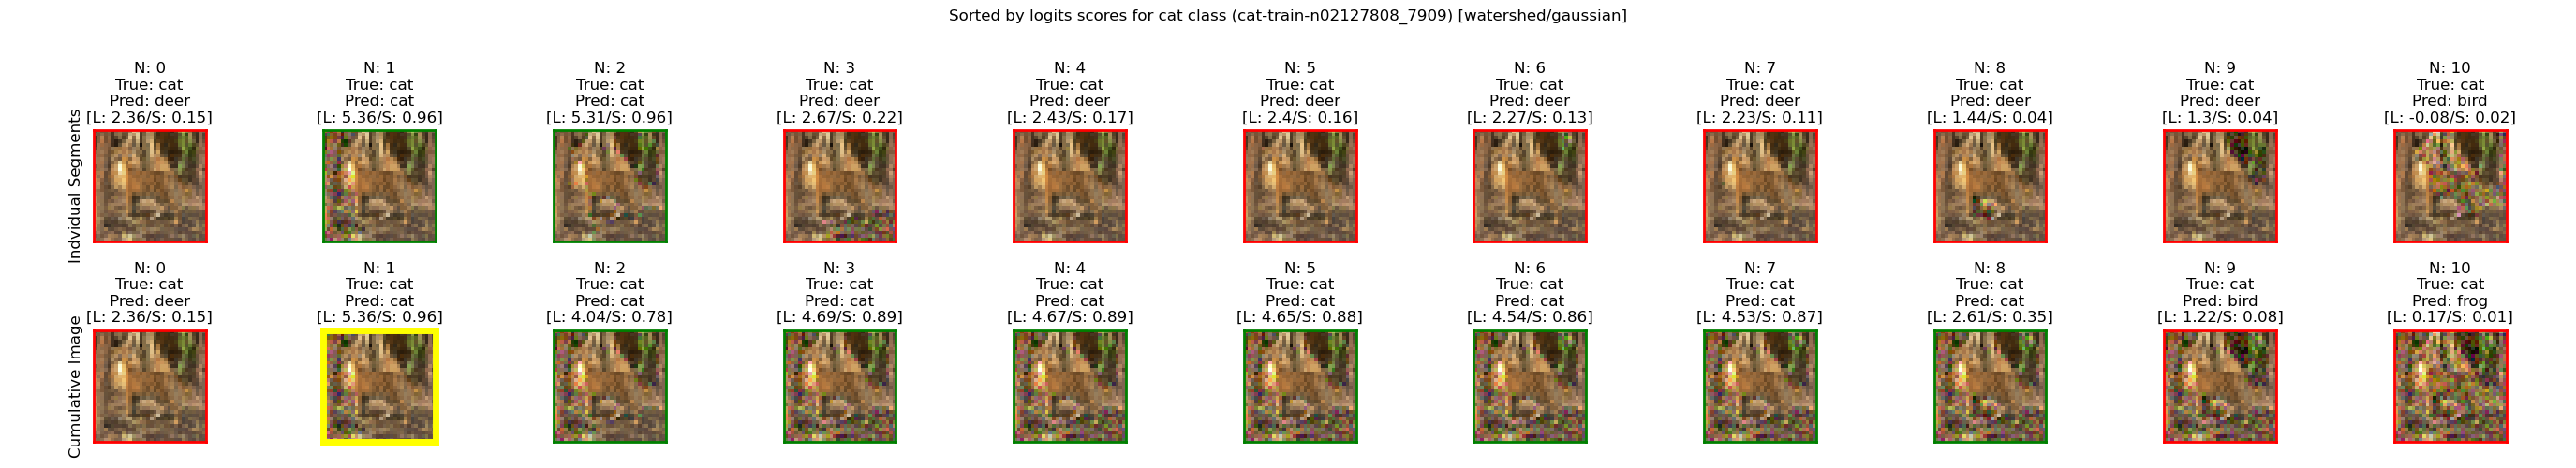 Sorted by logits scores for cat class (cat-train-n02127808_7909) [watershed/gaussian]
Indvidual Segments
N: 0
True: cat
Pred: deer
[L: 2.36/S: 0.15]
N: 1
True: cat
Pred: cat
[L: 5.36/S: 0.96]
N: 2
True: cat
Pred: cat
[L: 5.31/S: 0.96]
N: 3
True: cat
Pred: deer
[L: 2.67/S: 0.22]
N: 4
True: cat
Pred: deer
[L: 2.43/S: 0.17]
N: 5
True: cat
Pred: deer
[L: 2.4/S: 0.16]
N: 6
True: cat
Pred: deer
[L: 2.27/S: 0.13]
N: 7
True: cat
Pred: deer
[L: 2.23/S: 0.11]
N: 8
True: cat
Pred: deer
[L: 1.44/S: 0.04]
N: 9
True: cat
Pred: deer
[L: 1.3/S: 0.04]
N: 10
True: cat
Pred: bird
[L: -0.08/S: 0.02]
Cumulative Image
N: 0
True: cat
Pred: deer
[L: 2.36/S: 0.15]
N: 1
True: cat
Pred: cat
[L: 5.36/S: 0.96]
N: 2
True: cat
Pred: cat
[L: 4.04/S: 0.78]
N: 3
True: cat
Pred: cat
[L: 4.69/S: 0.89]
N: 4
True: cat
Pred: cat
[L: 4.67/S: 0.89]
N: 5
True: cat
Pred: cat
[L: 4.65/S: 0.88]
N: 6
True: cat
Pred: cat
[L: 4.54/S: 0.86]
N: 7
True: cat
Pred: cat
[L: 4.53/S: 0.87]
N: 8
True: cat
Pred: cat
[L: 2.61/S: 0.35]
N: 9
True: cat
Pred: bird
[L: 1.22/S: 0.08]
N: 10
True: cat
Pred: frog
[L: 0.17/S: 0.01]